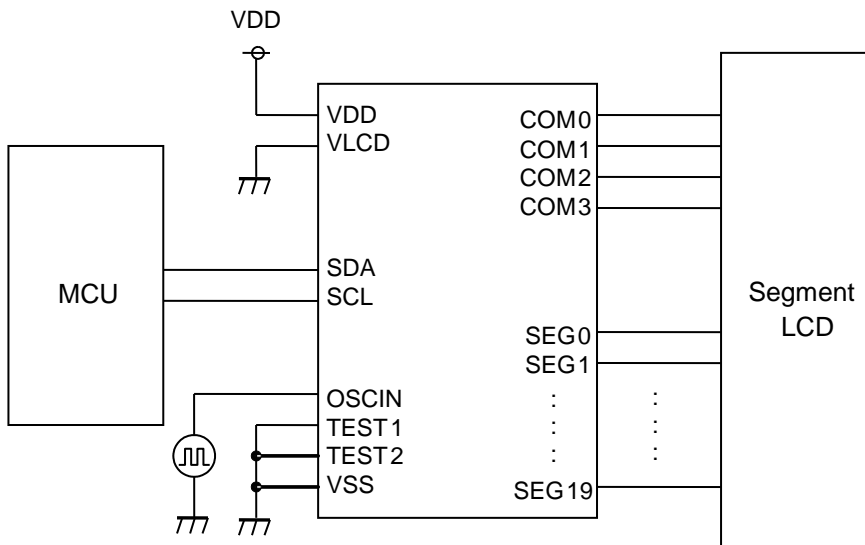 VDD
VDD
VLCD
COM0
COM1
COM2
COM3
MCU
SDA
SCL
Segment
LCD
SEG0
SEG1
OSCIN
TEST1
TEST2
VSS
:
:
:
:
SEG19